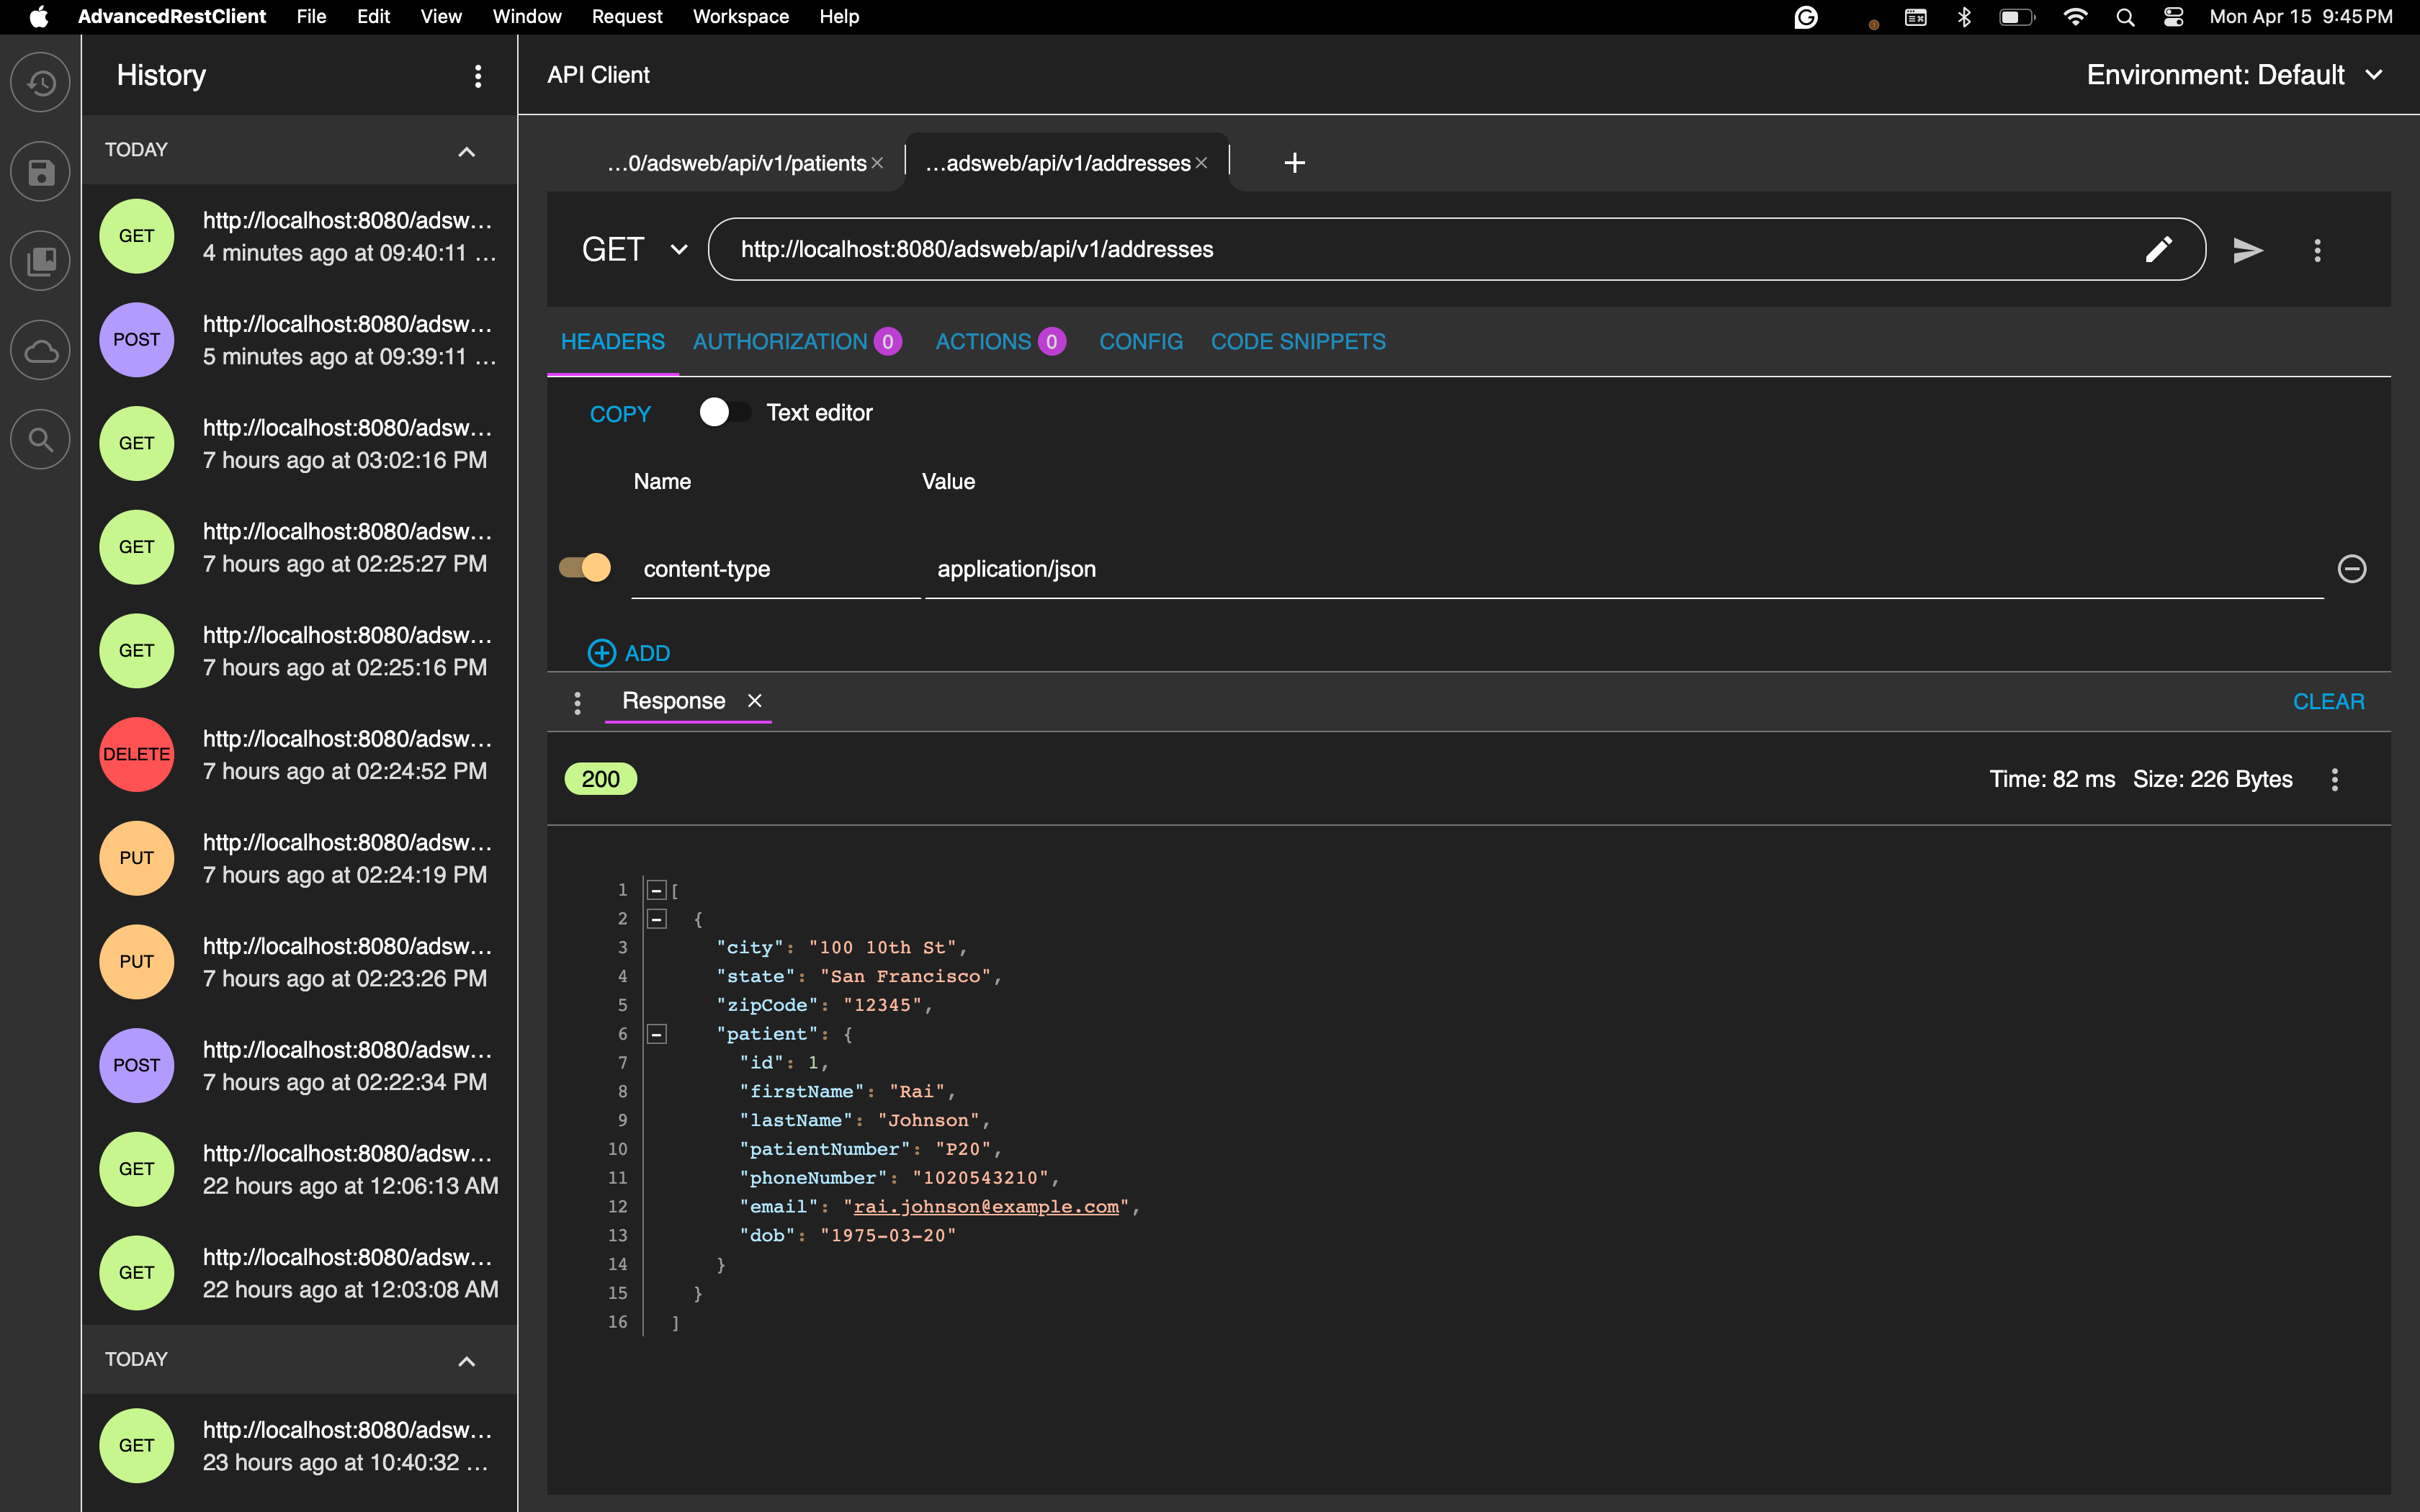 AdvancedRestClient File Edit View Window Request Workspace Help Mon Apr 15 9:45 PM
History
TODAY
GET http://localhost:8080/adsw...
4 minutes ago at 09:40:11 ...
POST http://localhost:8080/adsw...
5 minutes ago at 09:39:11 ...
GET http://localhost:8080/adsw...
7 hours ago at 03:02:16 PM
GET http://localhost:8080/adsw...
7 hours ago at 02:25:27 PM
GET http://localhost:8080/adsw...
7 hours ago at 02:25:16 PM
DELETE http://localhost:8080/adsw...
7 hours ago at 02:24:52 PM
PUT http://localhost:8080/adsw...
7 hours ago at 02:24:19 PM
PUT http://localhost:8080/adsw...
7 hours ago at 02:23:26 PM
POST http://localhost:8080/adsw...
7 hours ago at 02:22:34 PM
GET http://localhost:8080/adsw...
22 hours ago at 12:06:13 AM
GET http://localhost:8080/adsw...
22 hours ago at 12:03:08 AM
TODAY
GET http://localhost:8080/adsw...
23 hours ago at 10:40:32 ...
API Client Environment: Default
...0/adsweb/api/v1/patients ...adsweb/api/v1/addresses
GET http://localhost:8080/adsweb/api/v1/addresses
HEADERS AUTHORIZATION 0 ACTIONS 0 CONFIG CODE SNIPPETS
COPY Text editor
Name Value
content-type application/json
ADD
Response CLEAR
200 Time: 82 ms Size: 226 Bytes
1 [
2 {
3 "city": "100 10th St",
4 "state": "San Francisco",
5 "zipCode": "12345",
6 "patient": {
7 "id": 1,
8 "firstName": "Rai",
9 "lastName": "Johnson",
10 "patientNumber": "P20",
11 "phoneNumber": "1020543210",
12 "email": "rai.johnson@example.com",
13 "dob": "1975-03-20"
14 }
15 }
16 ]